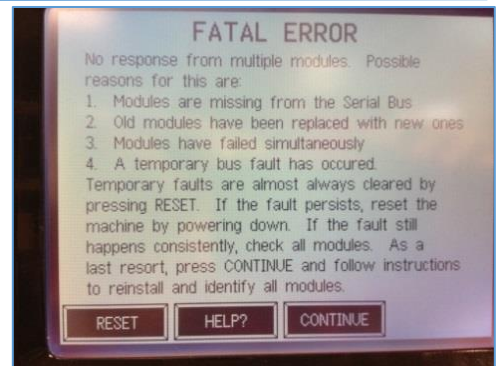 FATAL ERROR
No response from multiple modules. Possible
reasons for this are:
1. Modules are missing from the Serial Bus
2. Old modules have been replaced with new ones
3. Modules have failed simultaneously
4. A temporary bus fault has occured.
Temporary faults are almost always cleared by
pressing RESET. If the fault persists, reset the
machine by powering down. If the fault still
happens consistently, check all modules. As a
last resort, press CONTINUE and follow instructions
to reinstall and identify all modules.
RESET HELP? CONTINUE